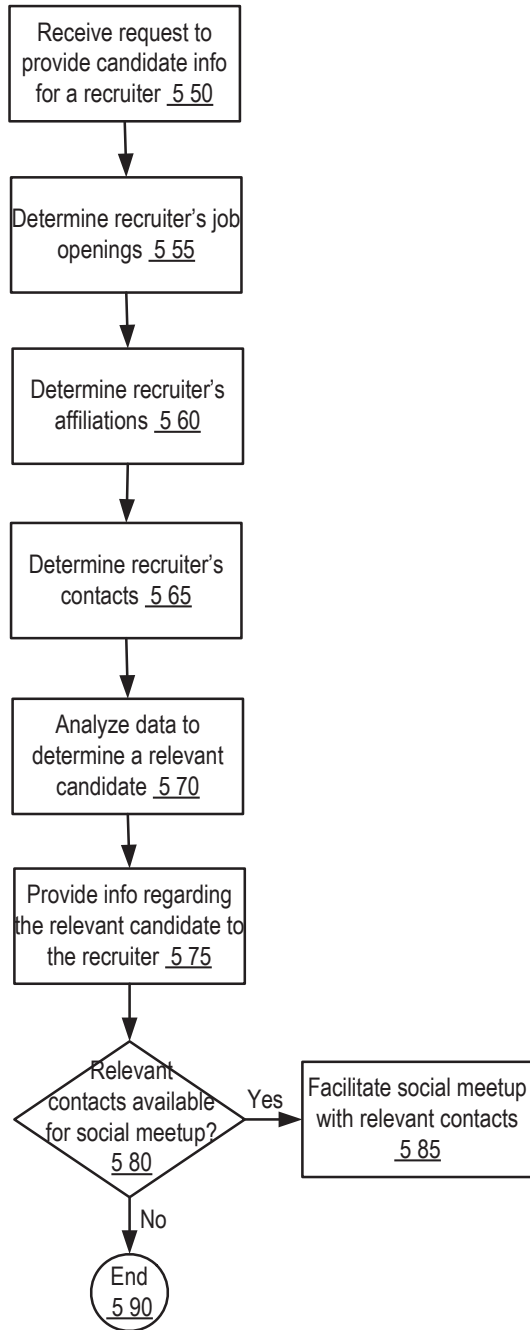 Receive request to
provide candidate info
for a recruiter 5 50
Determine recruiter's job
openings 5 55
Determine recruiter's
affiliations 5 60
Determine recruiter's
contacts 5 65
Analyze data to
determine a relevant
candidate 5 70
Provide info regarding
the relevant candidate to
the recruiter 5 75
Relevant
contacts available
for social meetup?
5 80
Yes
Facilitate social meetup
with relevant contacts
5 85
No
End
5 90